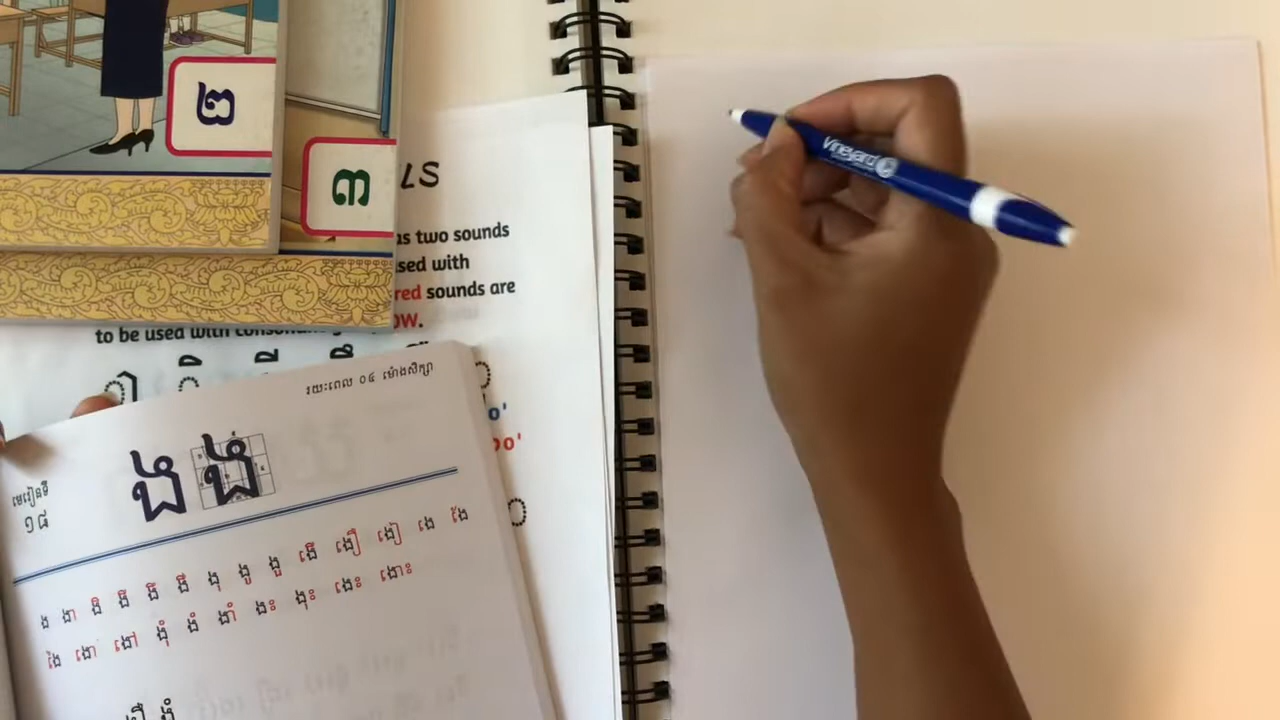 ២
៣
LS
as two sounds
sed with
red sounds are
ow.
to be used with
Vineyard
រយៈពេល ០៤ ម៉ោងសិក្សា
មេរៀនទី
១៨
ង ង
ង ងា ងិ ងី ងឹ ងឺ ងុ ងូ ងួ ងើ ងឿ ងៀ ងេ ងែ
ងៃ ងោ ងៅ ងុំ ងំ ងាំ ងះ ងុះ ងេះ ងោះ